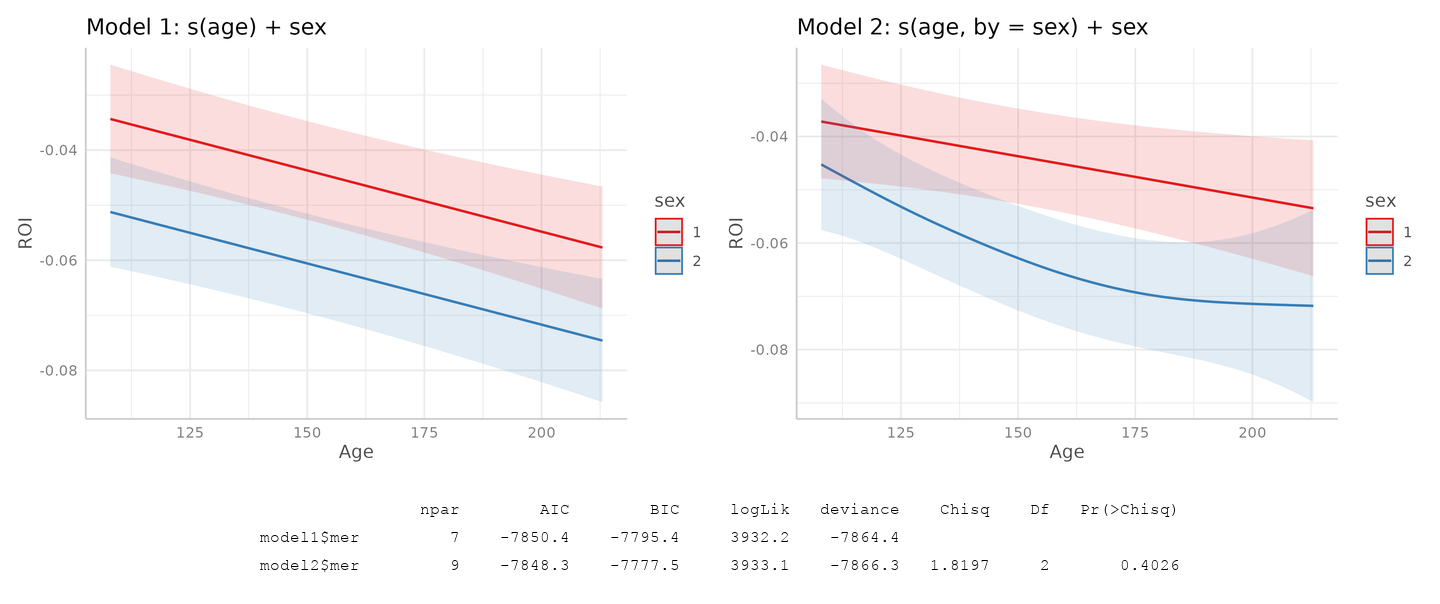 Model 1: s(age) + sex
-0.04
-0.06
-0.08
ROI
125 150 175 200
Age
sex
1
2
Model 2: s(age, by = sex) + sex
-0.04
-0.06
-0.08
ROI
125 150 175 200
Age
sex
1
2
npar AIC BIC logLik deviance Chisq Df Pr(>Chisq)
model1$mer 7 -7850.4 -7795.4 3932.2 -7864.4
model2$mer 9 -7848.3 -7777.5 3933.1 -7866.3 1.8197 2 0.4026